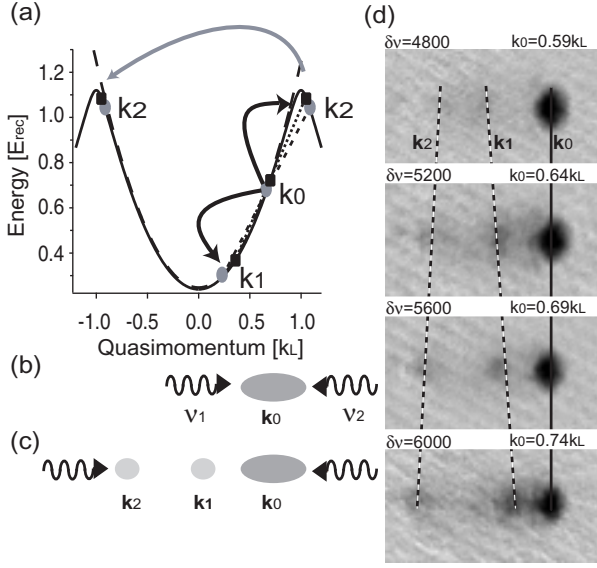 (a)
Energy [Erec]
1.2
1.0
0.8
0.6
0.4
k2
k2
k0
k1
-1.0 -0.5 0.0 0.5 1.0
Quasimomentum [kL]
(b)
ν1 k0 ν2
(c)
k2 k1 k0
(d)
δν=4800 k0=0.59kL
k2 k1 k0
δν=5200 k0=0.64kL
δν=5600 k0=0.69kL
δν=6000 k0=0.74kL